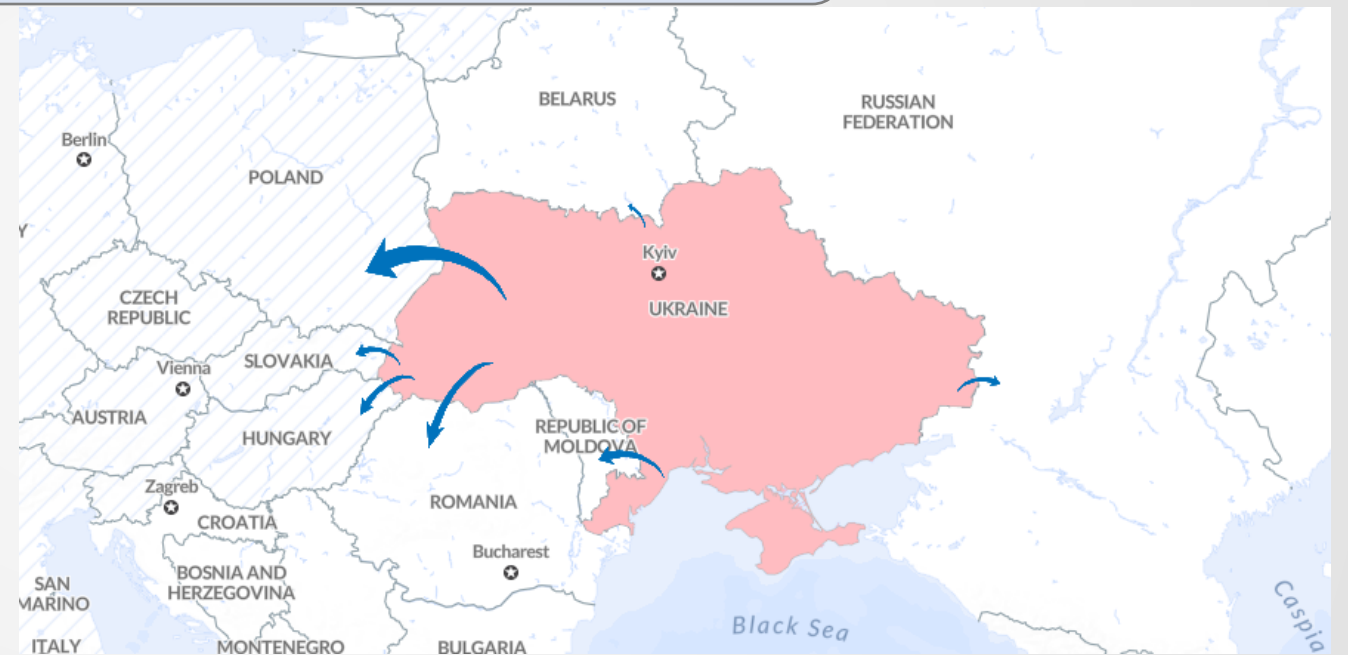 BELARUS
RUSSIAN
FEDERATION
Berlin
POLAND
Y
Kyiv
UKRAINE
CZECH
REPUBLIC
SLOVAKIA
Vienna
AUSTRIA
HUNGARY
REPUBLIC OF
MOLDOVA
Zagreb
CROATIA
ROMANIA
Bucharest
BOSNIA AND
HERZEGOVINA
SAN
MARINO
Black Sea
Caspia
ITALY
MONTENEGRO
BULGARIA